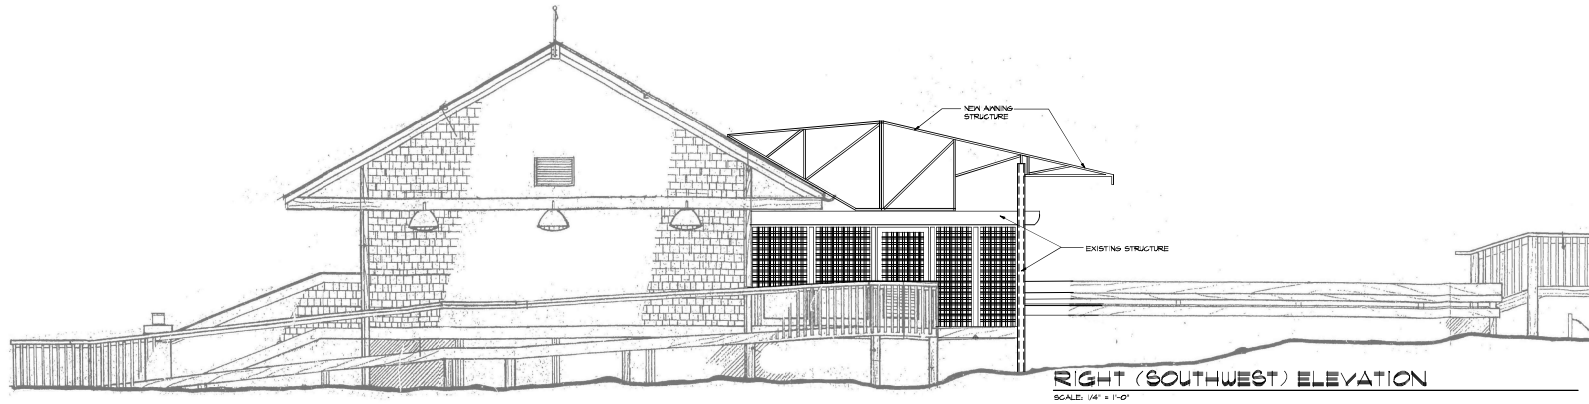 NEW AWNING
STRUCTURE
EXISTING STRUCTURE
RIGHT (SOUTHWEST) ELEVATION
SCALE: 1/4" = 1'-0"